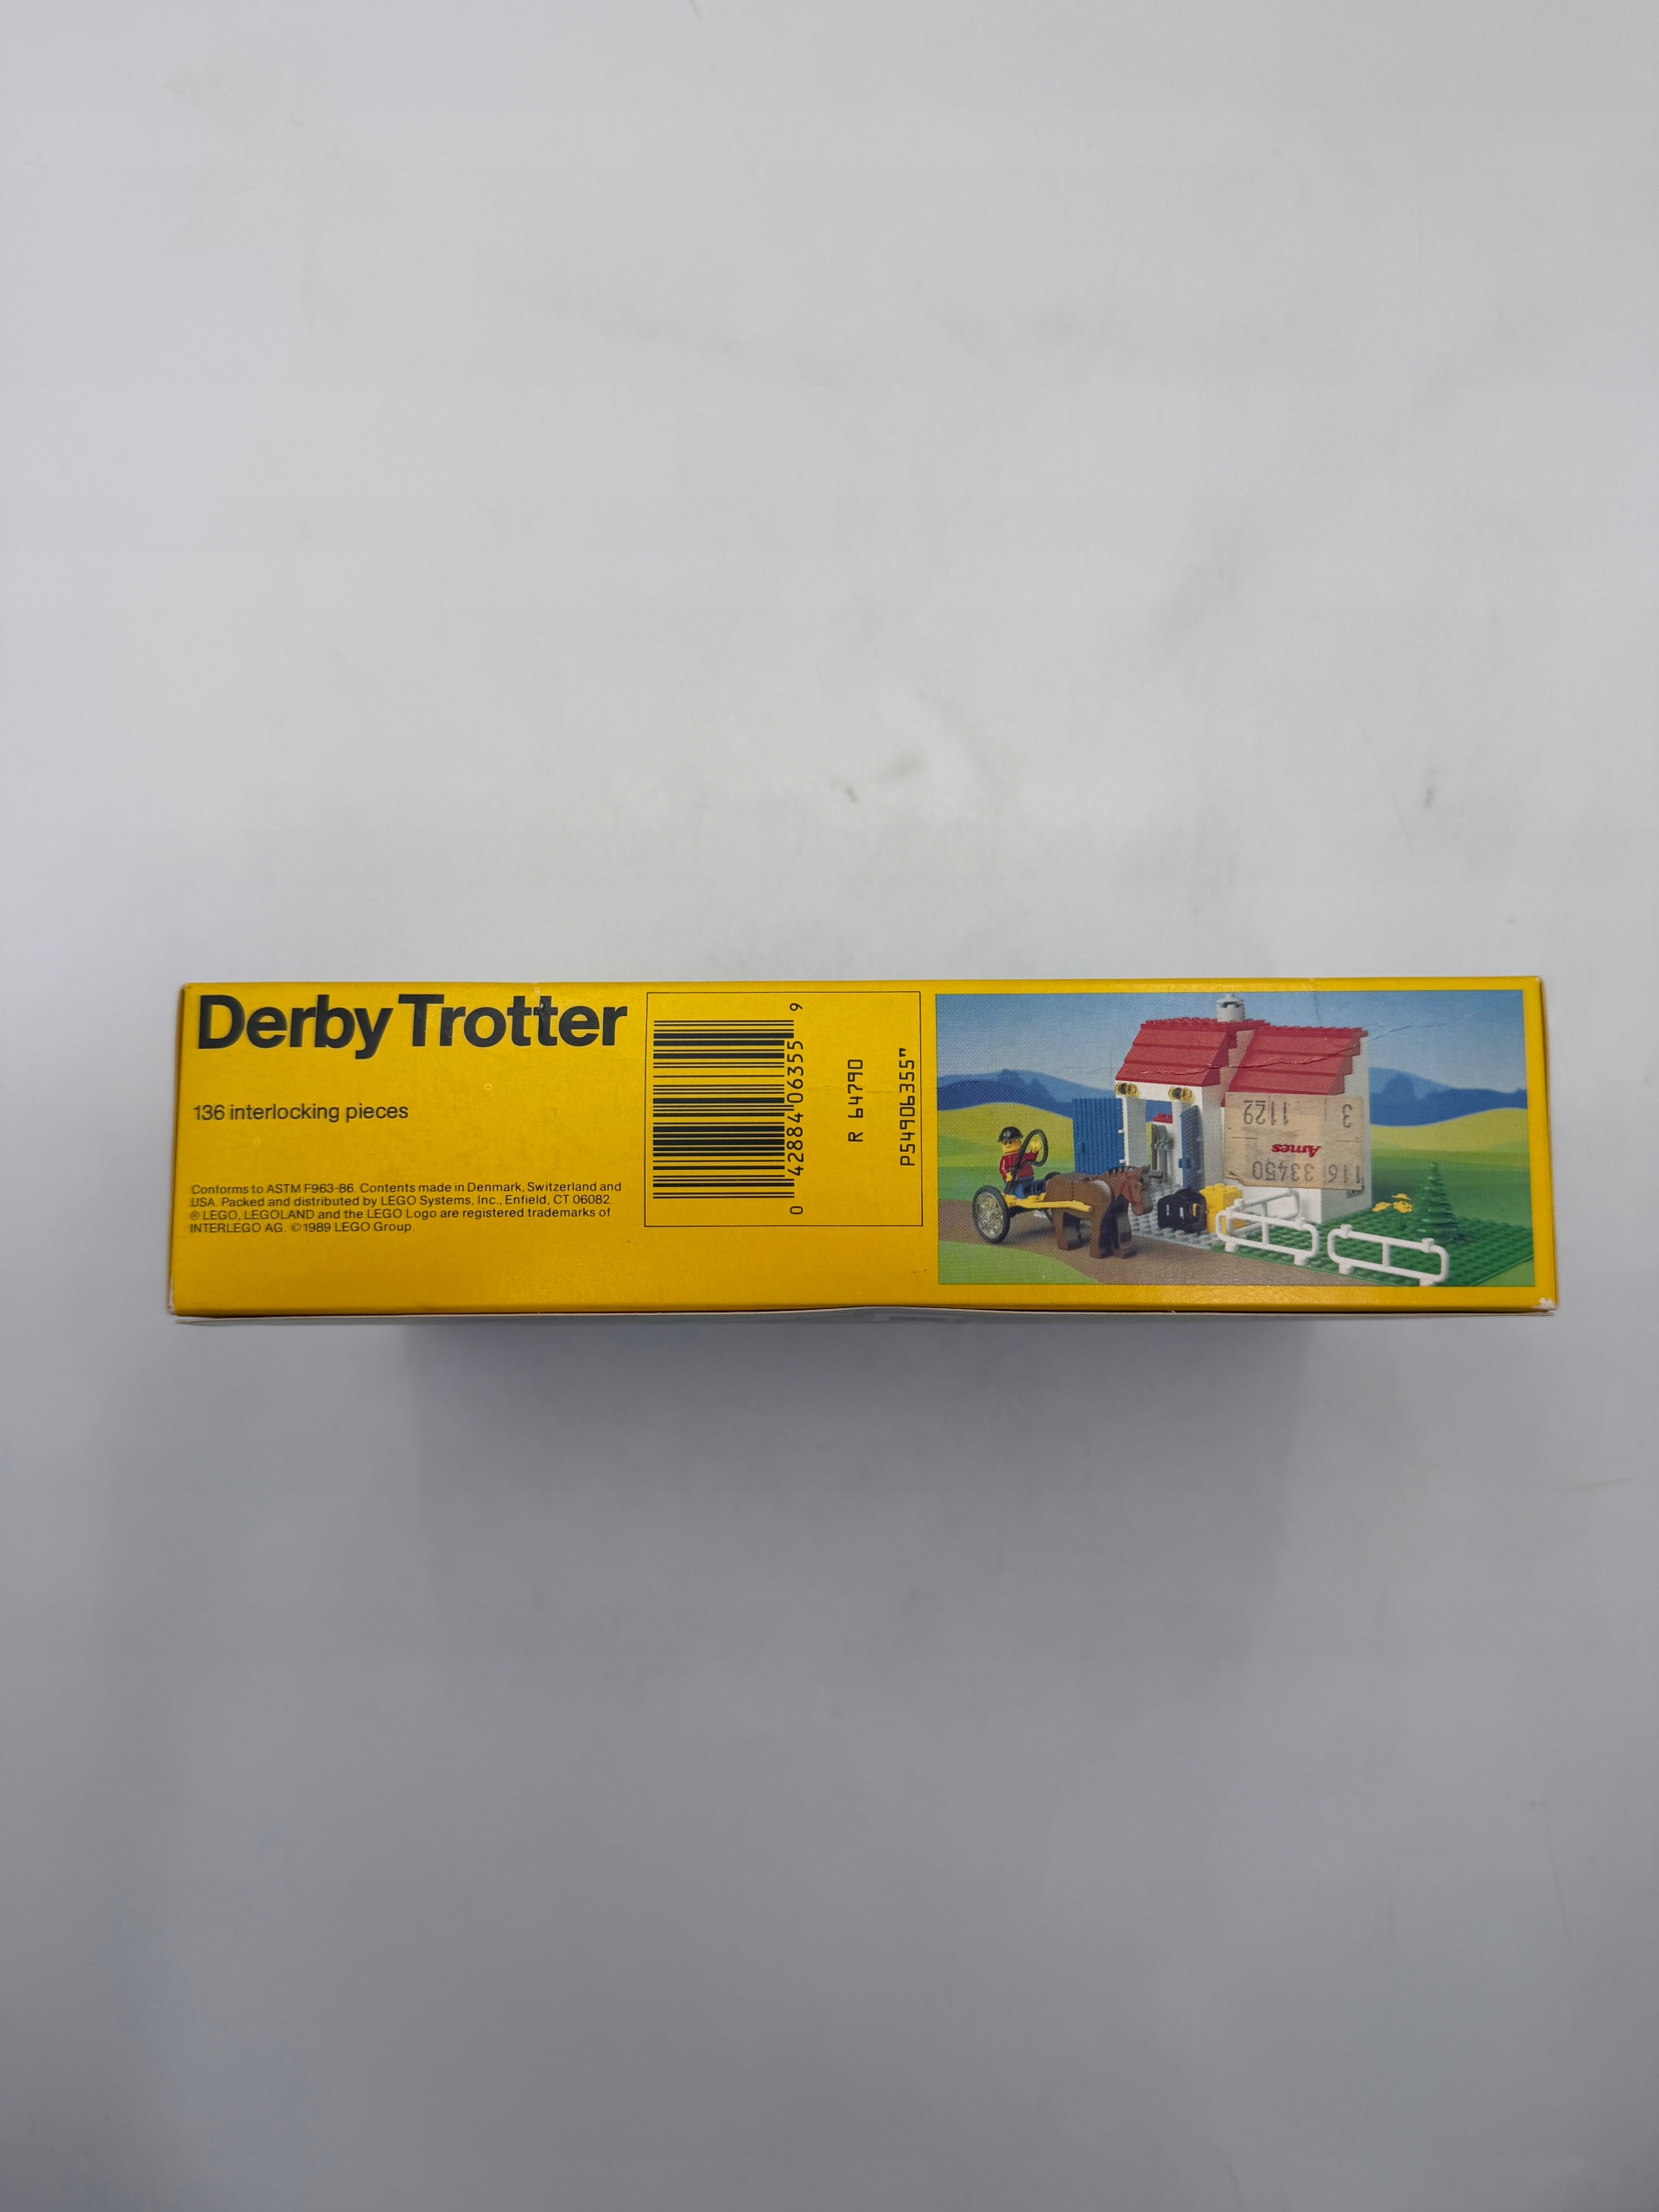 Derby Trotter
136 interlocking pieces
Conforms to ASTM F963-86. Contents made in Denmark, Switzerland and
USA. Packed and distributed by LEGO Systems, Inc., Enfield, CT 06082.
® LEGO, LEGOLAND and the LEGO Logo are registered trademarks of
INTERLEGO AG. ©1989 LEGO Group.
0 42884 06355 9
R 64790
P54906355"
116 33450
Ames
3 1129